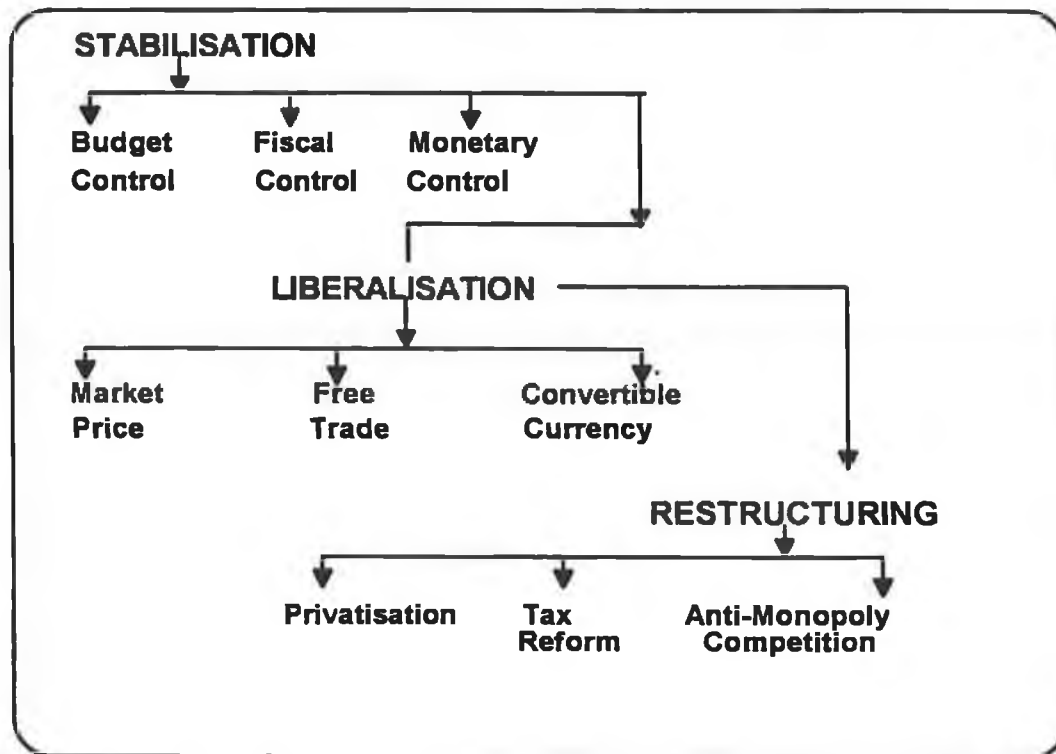 STABILISATION
Budget Fiscal Monetary
Control Control Control
LIBERALISATION
Market Free Convertible
Price Trade Currency
RESTRUCTURING
Privatisation Tax Anti-Monopoly
Reform Competition